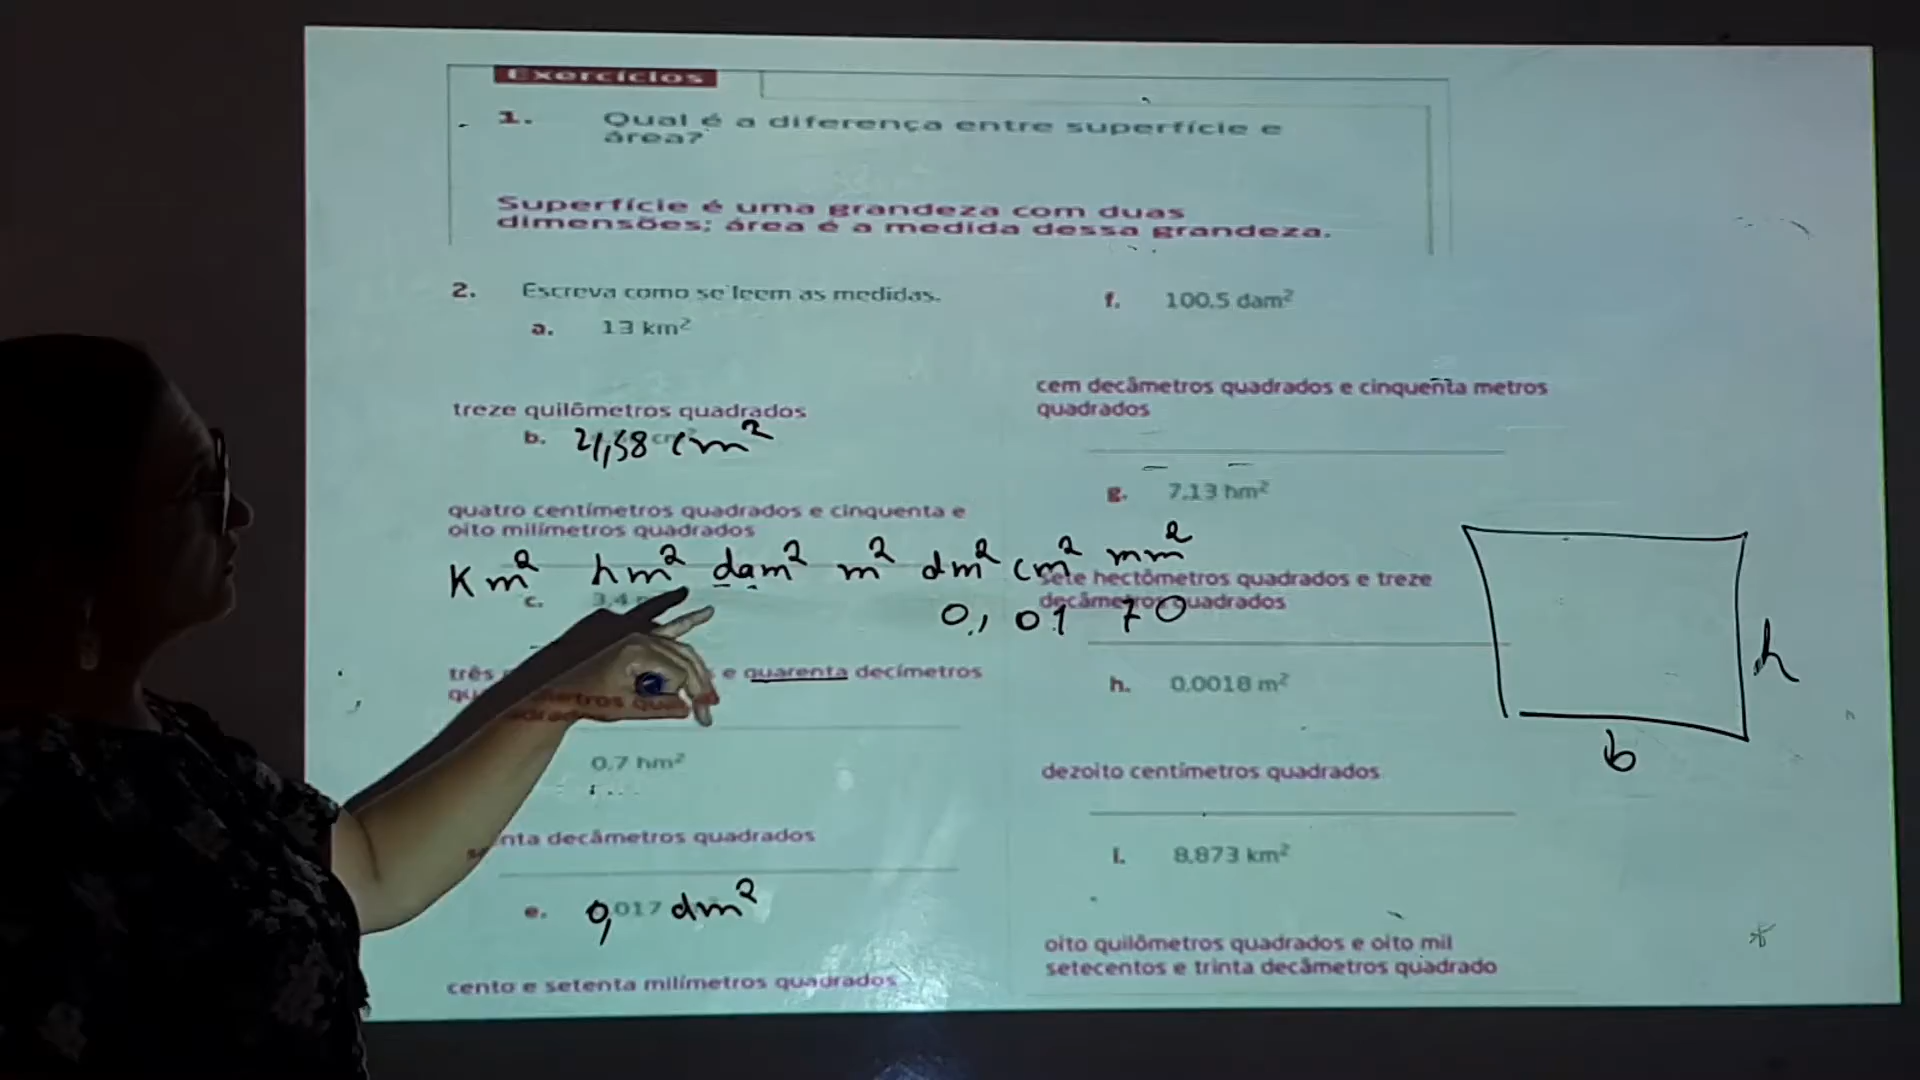 Exercícios
1. Qual é a diferença entre superfície e
área?
Superfície é uma grandeza com duas
dimensões; área é a medida dessa grandeza.
2. Escreva como se leem as medidas.
a. 13 km²
treze quilômetros quadrados
b. 4,58 cm²
quatro centímetros quadrados e cinquenta e
oito milímetros quadrados
Km² hm² dam² m² dm² cm² mm²
0,01 70
c. 3,4
três e quarenta decímetros
0,7 hm²
nta decâmetros quadrados
e. 0,017 dm²
cento e setenta milímetros quadrados
f. 100,5 dam²
cem decâmetros quadrados e cinquenta metros
quadrados
g. 7,13 hm²
sete hectômetros quadrados e treze
decâmetros quadrados
h. 0,0018 m²
dezoito centímetros quadrados
i. 8,873 km²
oito quilômetros quadrados e oito mil
setecentos e trinta decâmetros quadrado
h
b